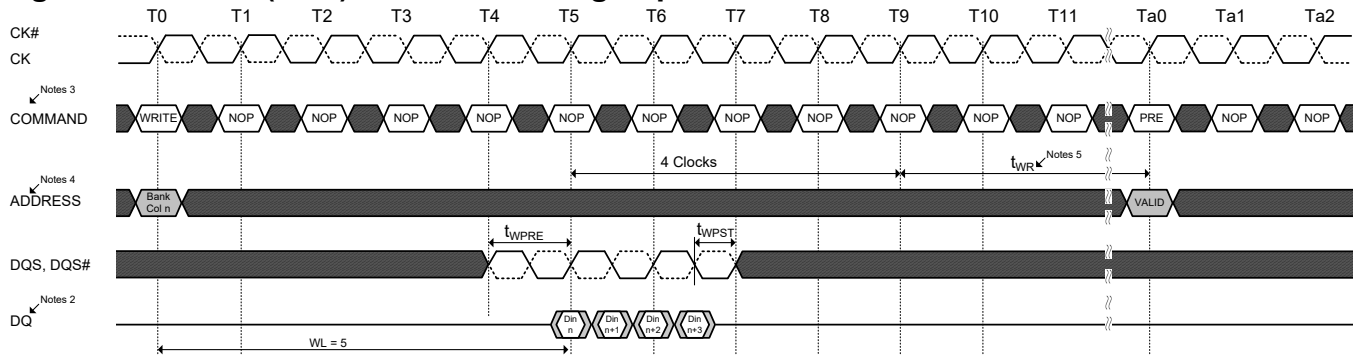 T0 T1 T2 T3 T4 T5 T6 T7 T8 T9 T10 T11 Ta0 Ta1 Ta2
CK#
CK
Notes 3
COMMAND
WRITE NOP NOP NOP NOP NOP NOP NOP NOP NOP NOP NOP PRE NOP NOP
4 Clocks
tWR
Notes 5
Notes 4
ADDRESS
Bank
Col n
VALID
tWPRE
tWPST
DQS, DQS#
Notes 2
DQ
Din
n
Din
n+1
Din
n+2
Din
n+3
WL = 5